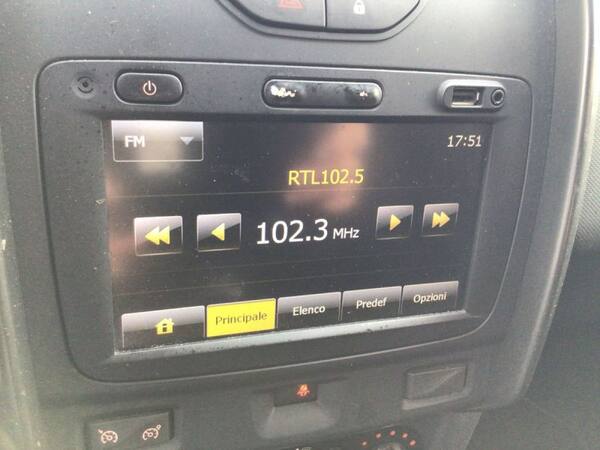 FM
17:51
RTL102.5
102.3 MHz
Principale
Elenco
Predef
Opzioni